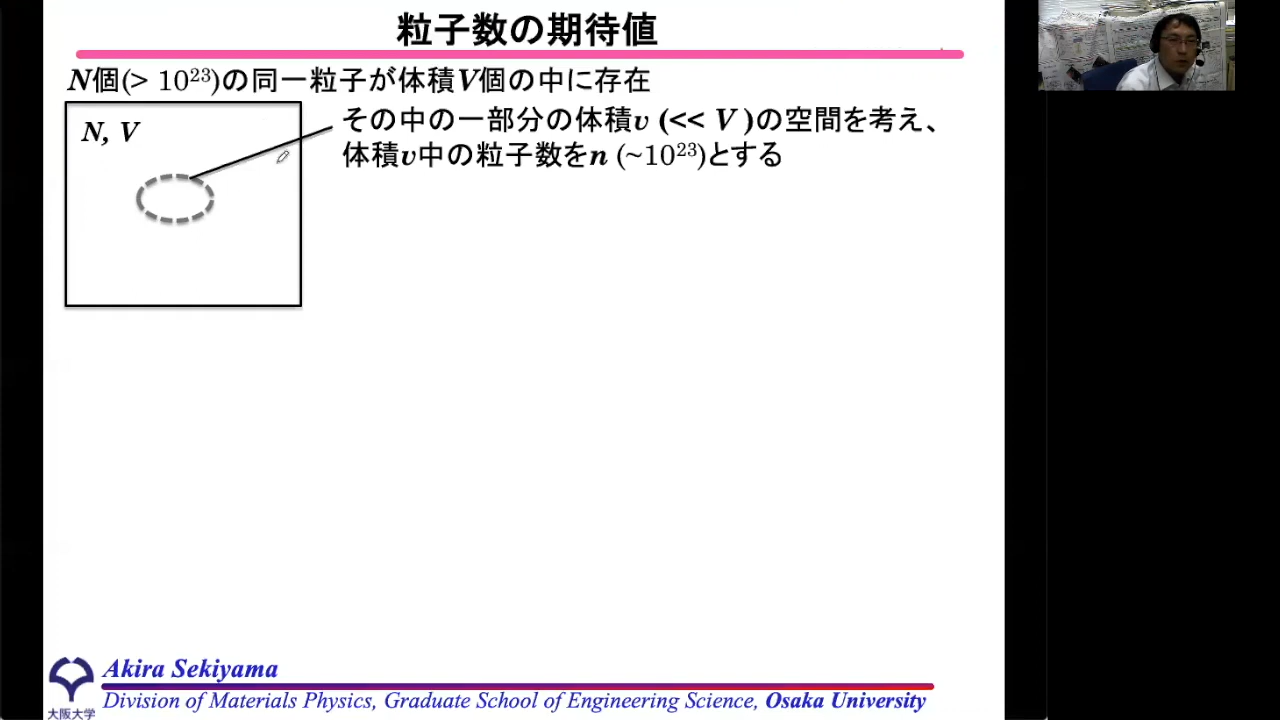 粒子数の期待値
N個(> 10²³)の同一粒子が体積V個の中に存在
N, V
その中の一部分の体積v (<< V )の空間を考え、
体積v中の粒子数をn (~10²³)とする
Akira Sekiyama
Division of Materials Physics, Graduate School of Engineering Science, Osaka University
大阪大学